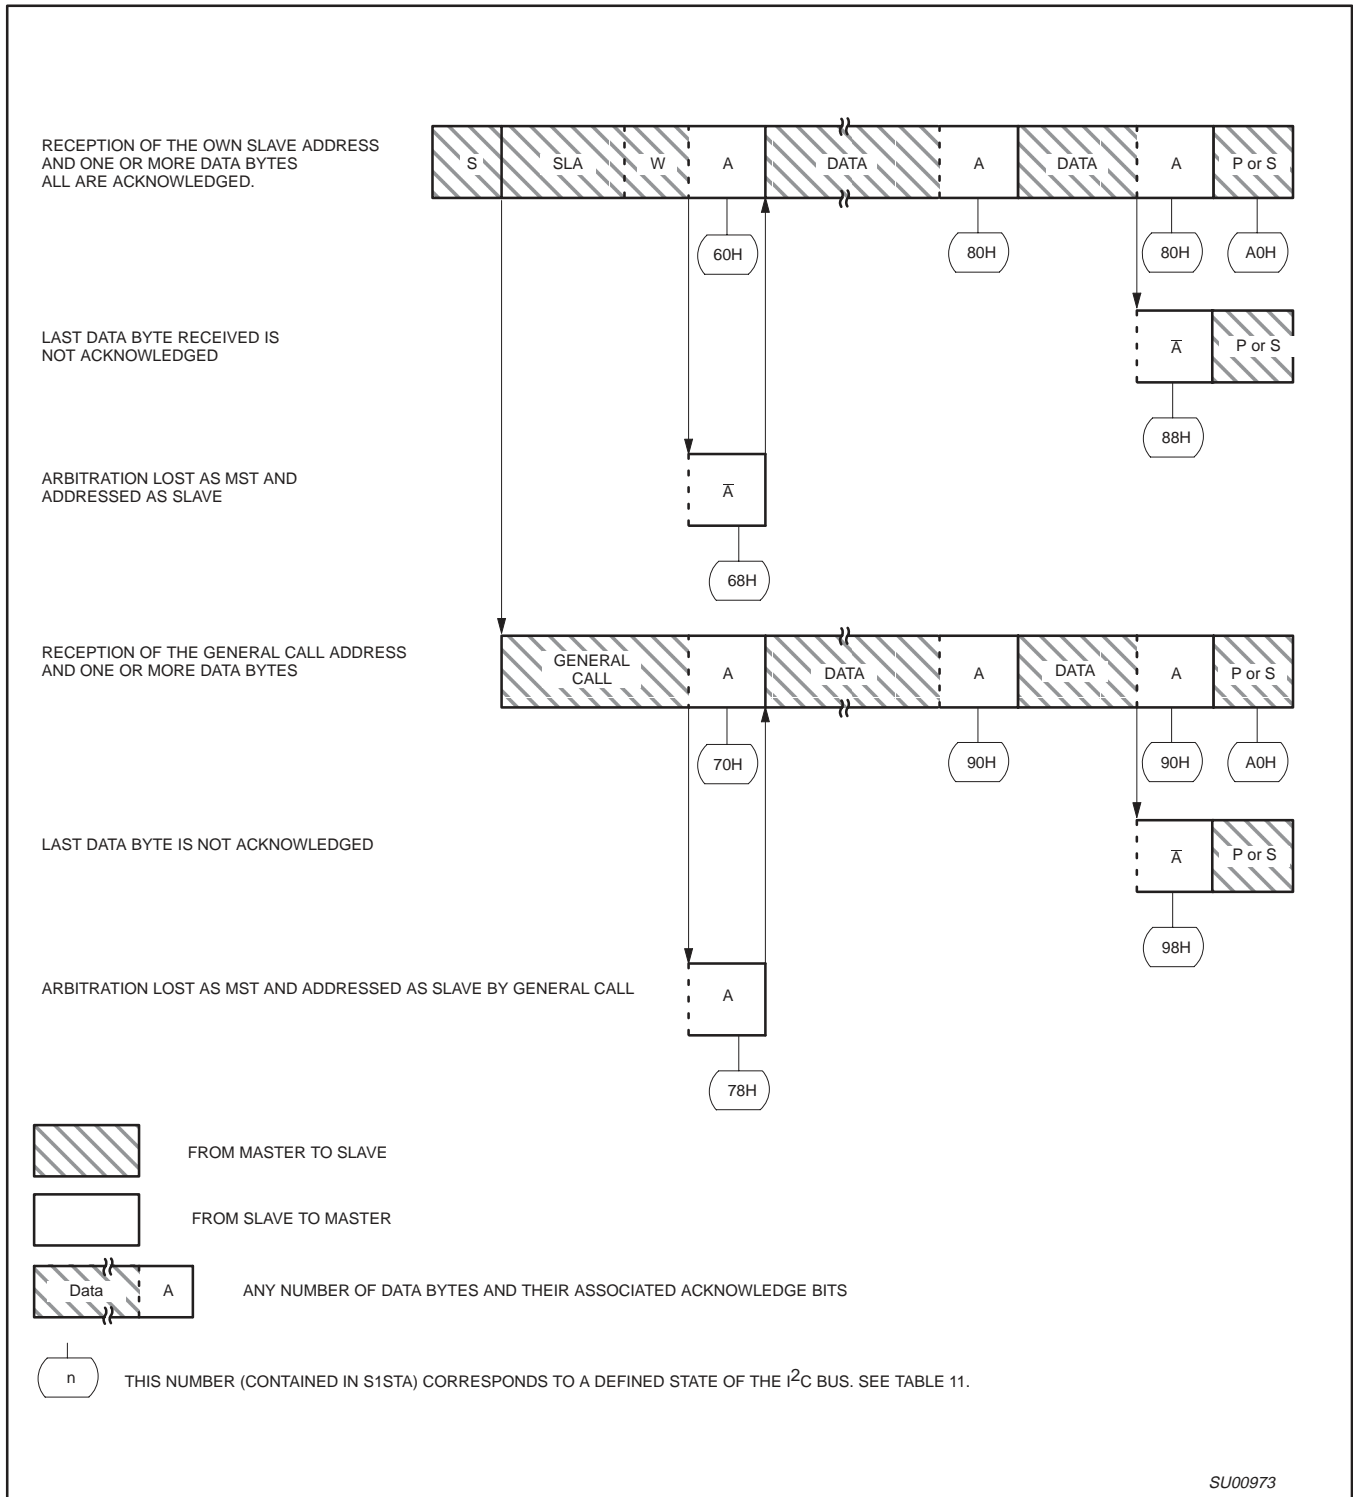 RECEPTION OF THE OWN SLAVE ADDRESS
AND ONE OR MORE DATA BYTES
ALL ARE ACKNOWLEDGED.
S SLA W A DATA A DATA A P or S
60H 80H 80H A0H
LAST DATA BYTE RECEIVED IS
NOT ACKNOWLEDGED
A̅ P or S
88H
ARBITRATION LOST AS MST AND
ADDRESSED AS SLAVE
A̅
68H
RECEPTION OF THE GENERAL CALL ADDRESS
AND ONE OR MORE DATA BYTES
GENERAL
CALL
A DATA A DATA A P or S
70H 90H 90H A0H
LAST DATA BYTE IS NOT ACKNOWLEDGED
A̅ P or S
98H
ARBITRATION LOST AS MST AND ADDRESSED AS SLAVE BY GENERAL CALL
A
78H
FROM MASTER TO SLAVE
FROM SLAVE TO MASTER
Data A ANY NUMBER OF DATA BYTES AND THEIR ASSOCIATED ACKNOWLEDGE BITS
n THIS NUMBER (CONTAINED IN S1STA) CORRESPONDS TO A DEFINED STATE OF THE I²C BUS. SEE TABLE 11.
SU00973